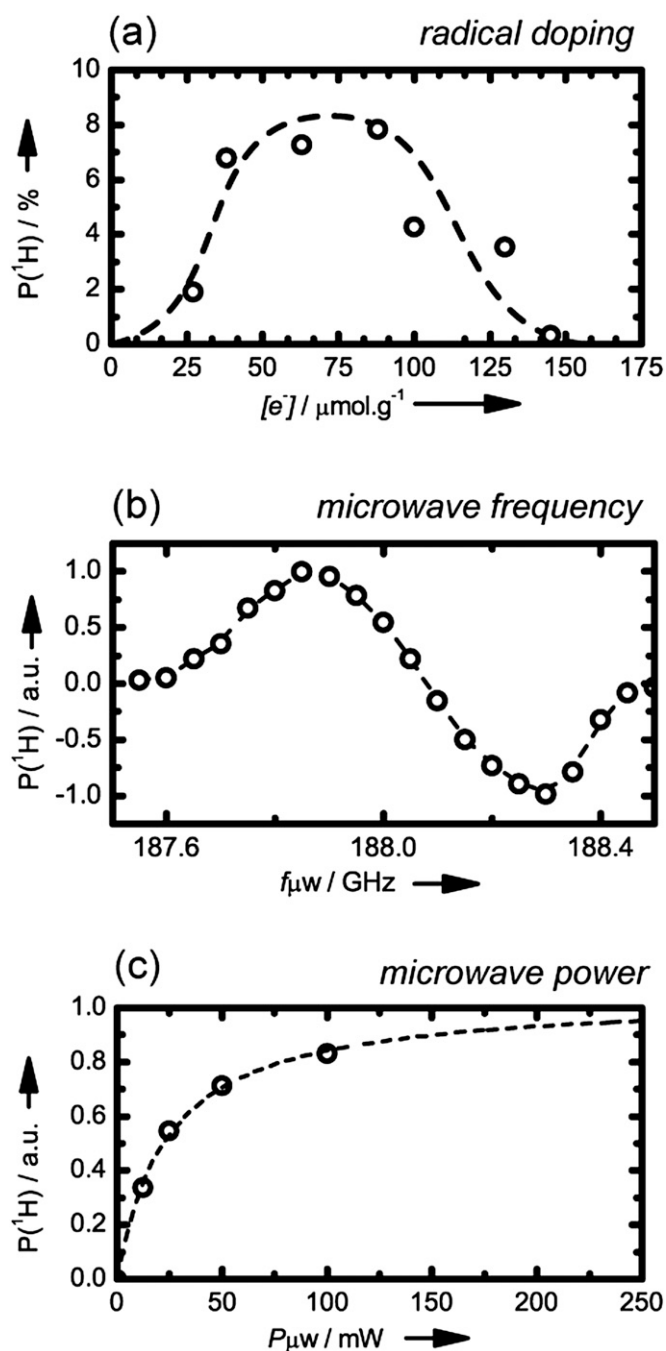 (a) radical doping
10
8
6
4
2
0
P(¹H) / %
0 25 50 75 100 125 150 175
[e⁻] / μmol.g⁻¹
(b) microwave frequency
1.0
0.5
0.0
-0.5
-1.0
P(¹H) / a.u.
187.6 188.0 188.4
fμw / GHz
(c) microwave power
1.0
0.8
0.6
0.4
0.2
0.0
P(¹H) / a.u.
0 50 100 150 200 250
Pμw / mW